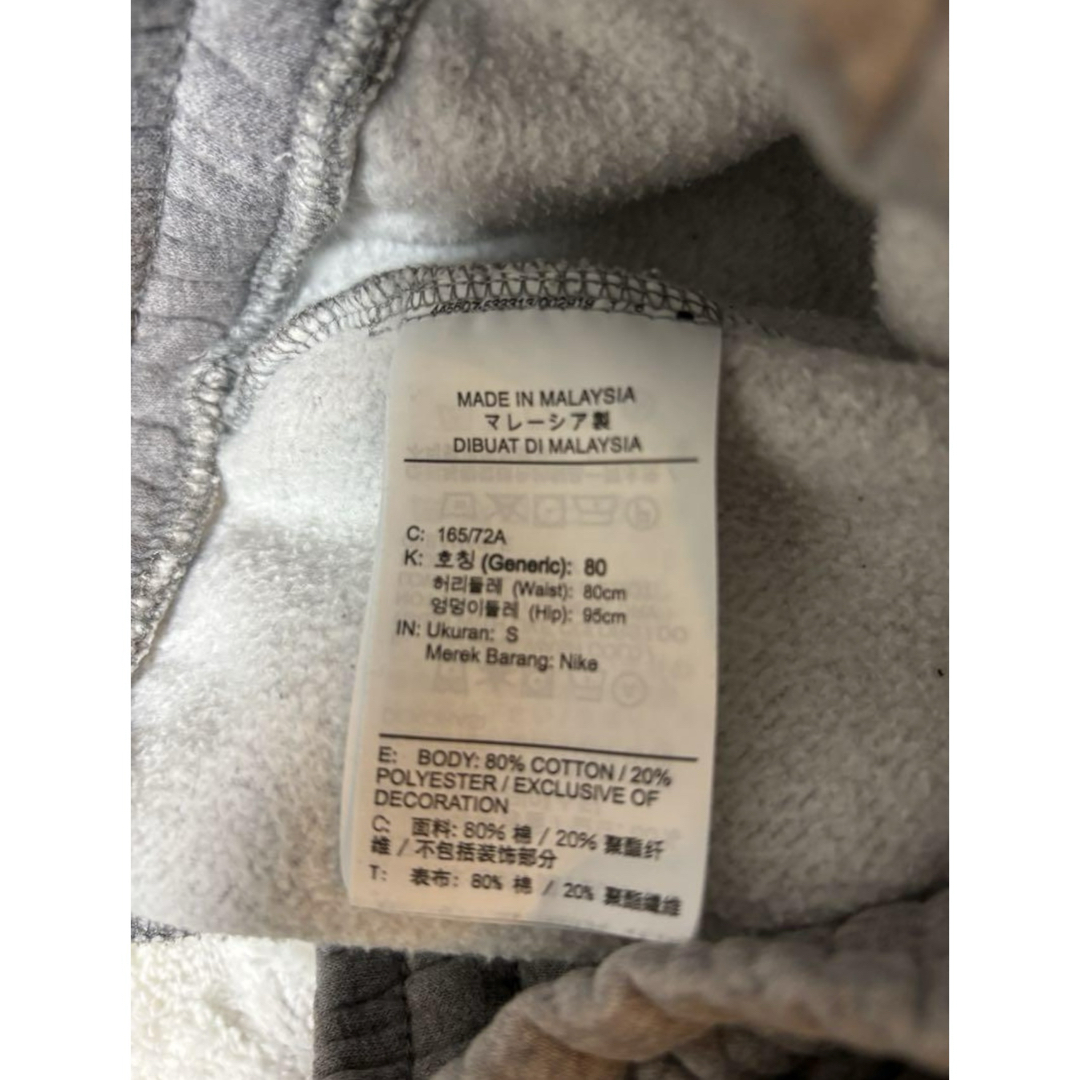 MADE IN MALAYSIA
マレーシア製
DIBUAT DI MALAYSIA
C: 165/72A
K: 호칭 (Generic): 80
허리둘레 (Waist): 80cm
엉덩이둘레 (Hip): 95cm
IN: Ukuran: S
Merek Barang: Nike
E: BODY: 80% COTTON / 20%
POLYESTER / EXCLUSIVE OF
DECORATION
C: 面料: 80% 棉 / 20% 聚酯纤
维 / 不包括装饰部分
T: 表布: 80% 棉 / 20% 聚酯纖維